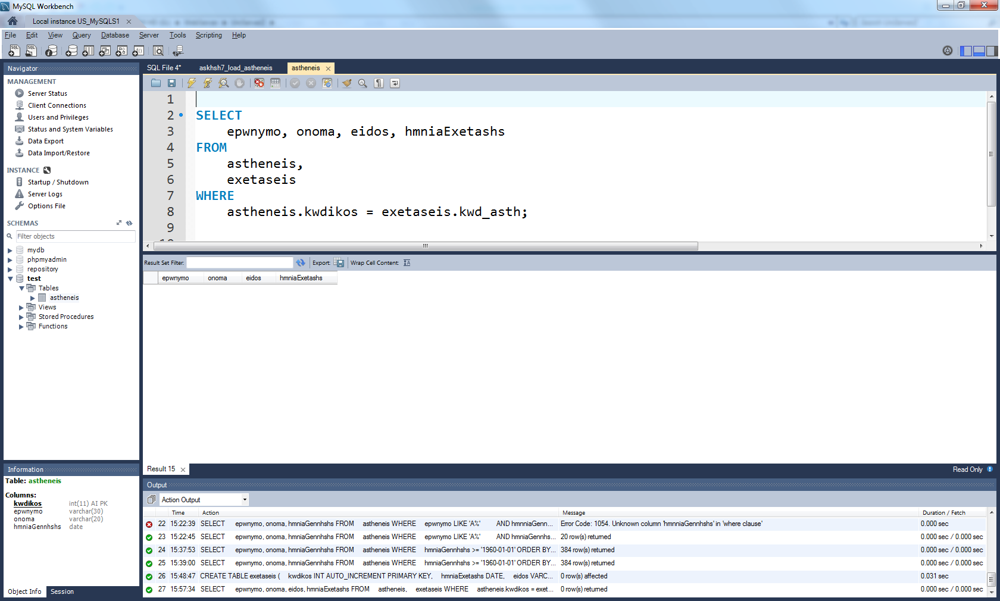 MySQL Workbench
Local instance US_MySQLS1
File Edit View Query Database Server Tools Scripting Help
Navigator
MANAGEMENT
Server Status
Client Connections
Users and Privileges
Status and System Variables
Data Export
Data Import/Restore
INSTANCE
Startup / Shutdown
Server Logs
Options File
SCHEMAS
Filter objects
mydb
phpmyadmin
repository
test
Tables
astheneis
Views
Stored Procedures
Functions
Information
Table: astheneis
Columns:
kwdikos int(11) AI PK
epwnymo varchar(30)
onoma varchar(20)
hmniaGennhshs date
Object Info Session
SQL File 4* askhsh7_load_astheneis astheneis
1
2 SELECT
3 epwnymo, onoma, eidos, hmniaExetashs
4 FROM
5 astheneis,
6 exetaseis
7 WHERE
8 astheneis.kwdikos = exetaseis.kwd_asth;
9
Result Set Filter: Export: Wrap Cell Content:
epwnymo onoma eidos hmniaExetashs
Result 15 Read Only
Output
Action Output
Time Action Message Duration / Fetch
22 15:22:39 SELECT epwnymo, onoma, hmniaGennhshs FROM astheneis WHERE epwnymo LIKE 'A%' AND hmnniaGenn... Error Code: 1054. Unknown column 'hmnniaGennhshs' in 'where clause' 0.000 sec
23 15:22:45 SELECT epwnymo, onoma, hmniaGennhshs FROM astheneis WHERE epwnymo LIKE 'A%' AND hmniaGennhs... 20 row(s) returned 0.000 sec / 0.000 sec
24 15:37:53 SELECT epwnymo, onoma, hmniaGennhshs FROM astheneis WHERE hmniaGennhshs >= '1960-01-01' ORDER BY... 384 row(s) returned 0.000 sec / 0.000 sec
25 15:39:00 SELECT epwnymo, onoma, hmniaGennhshs FROM astheneis WHERE hmniaGennhshs >= '1960-01-01' ORDER BY... 384 row(s) returned 0.000 sec / 0.000 sec
26 15:48:47 CREATE TABLE exetaseis ( kwdikos INT AUTO_INCREMENT PRIMARY KEY, hmniaExetashs DATE, eidos VARC... 0 row(s) affected 0.031 sec
27 15:57:34 SELECT epwnymo, onoma, eidos, hmniaExetashs FROM astheneis, exetaseis WHERE astheneis.kwdikos = exet... 0 row(s) returned 0.000 sec / 0.000 sec